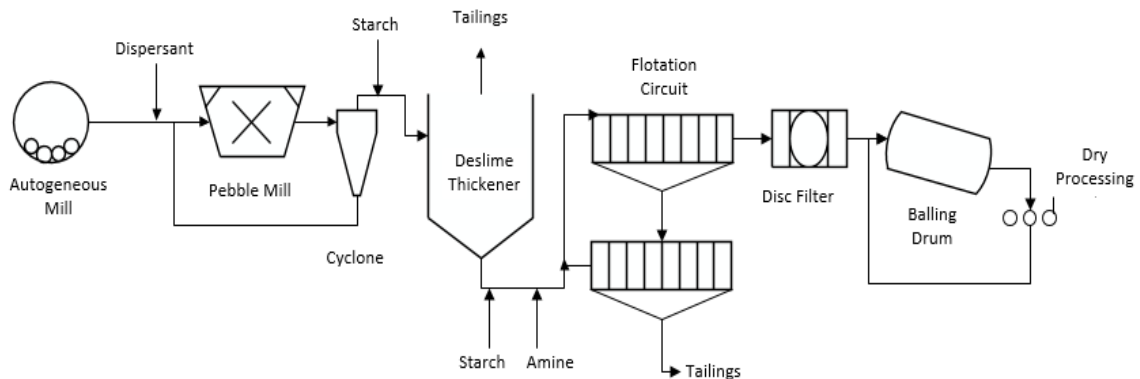 Tailings
Starch
Dispersant
Flotation
Circuit
Autogeneous
Mill
Pebble Mill
Cyclone
Deslime
Thickener
Disc Filter
Balling
Drum
Dry
Processing
Starch
Amine
Tailings